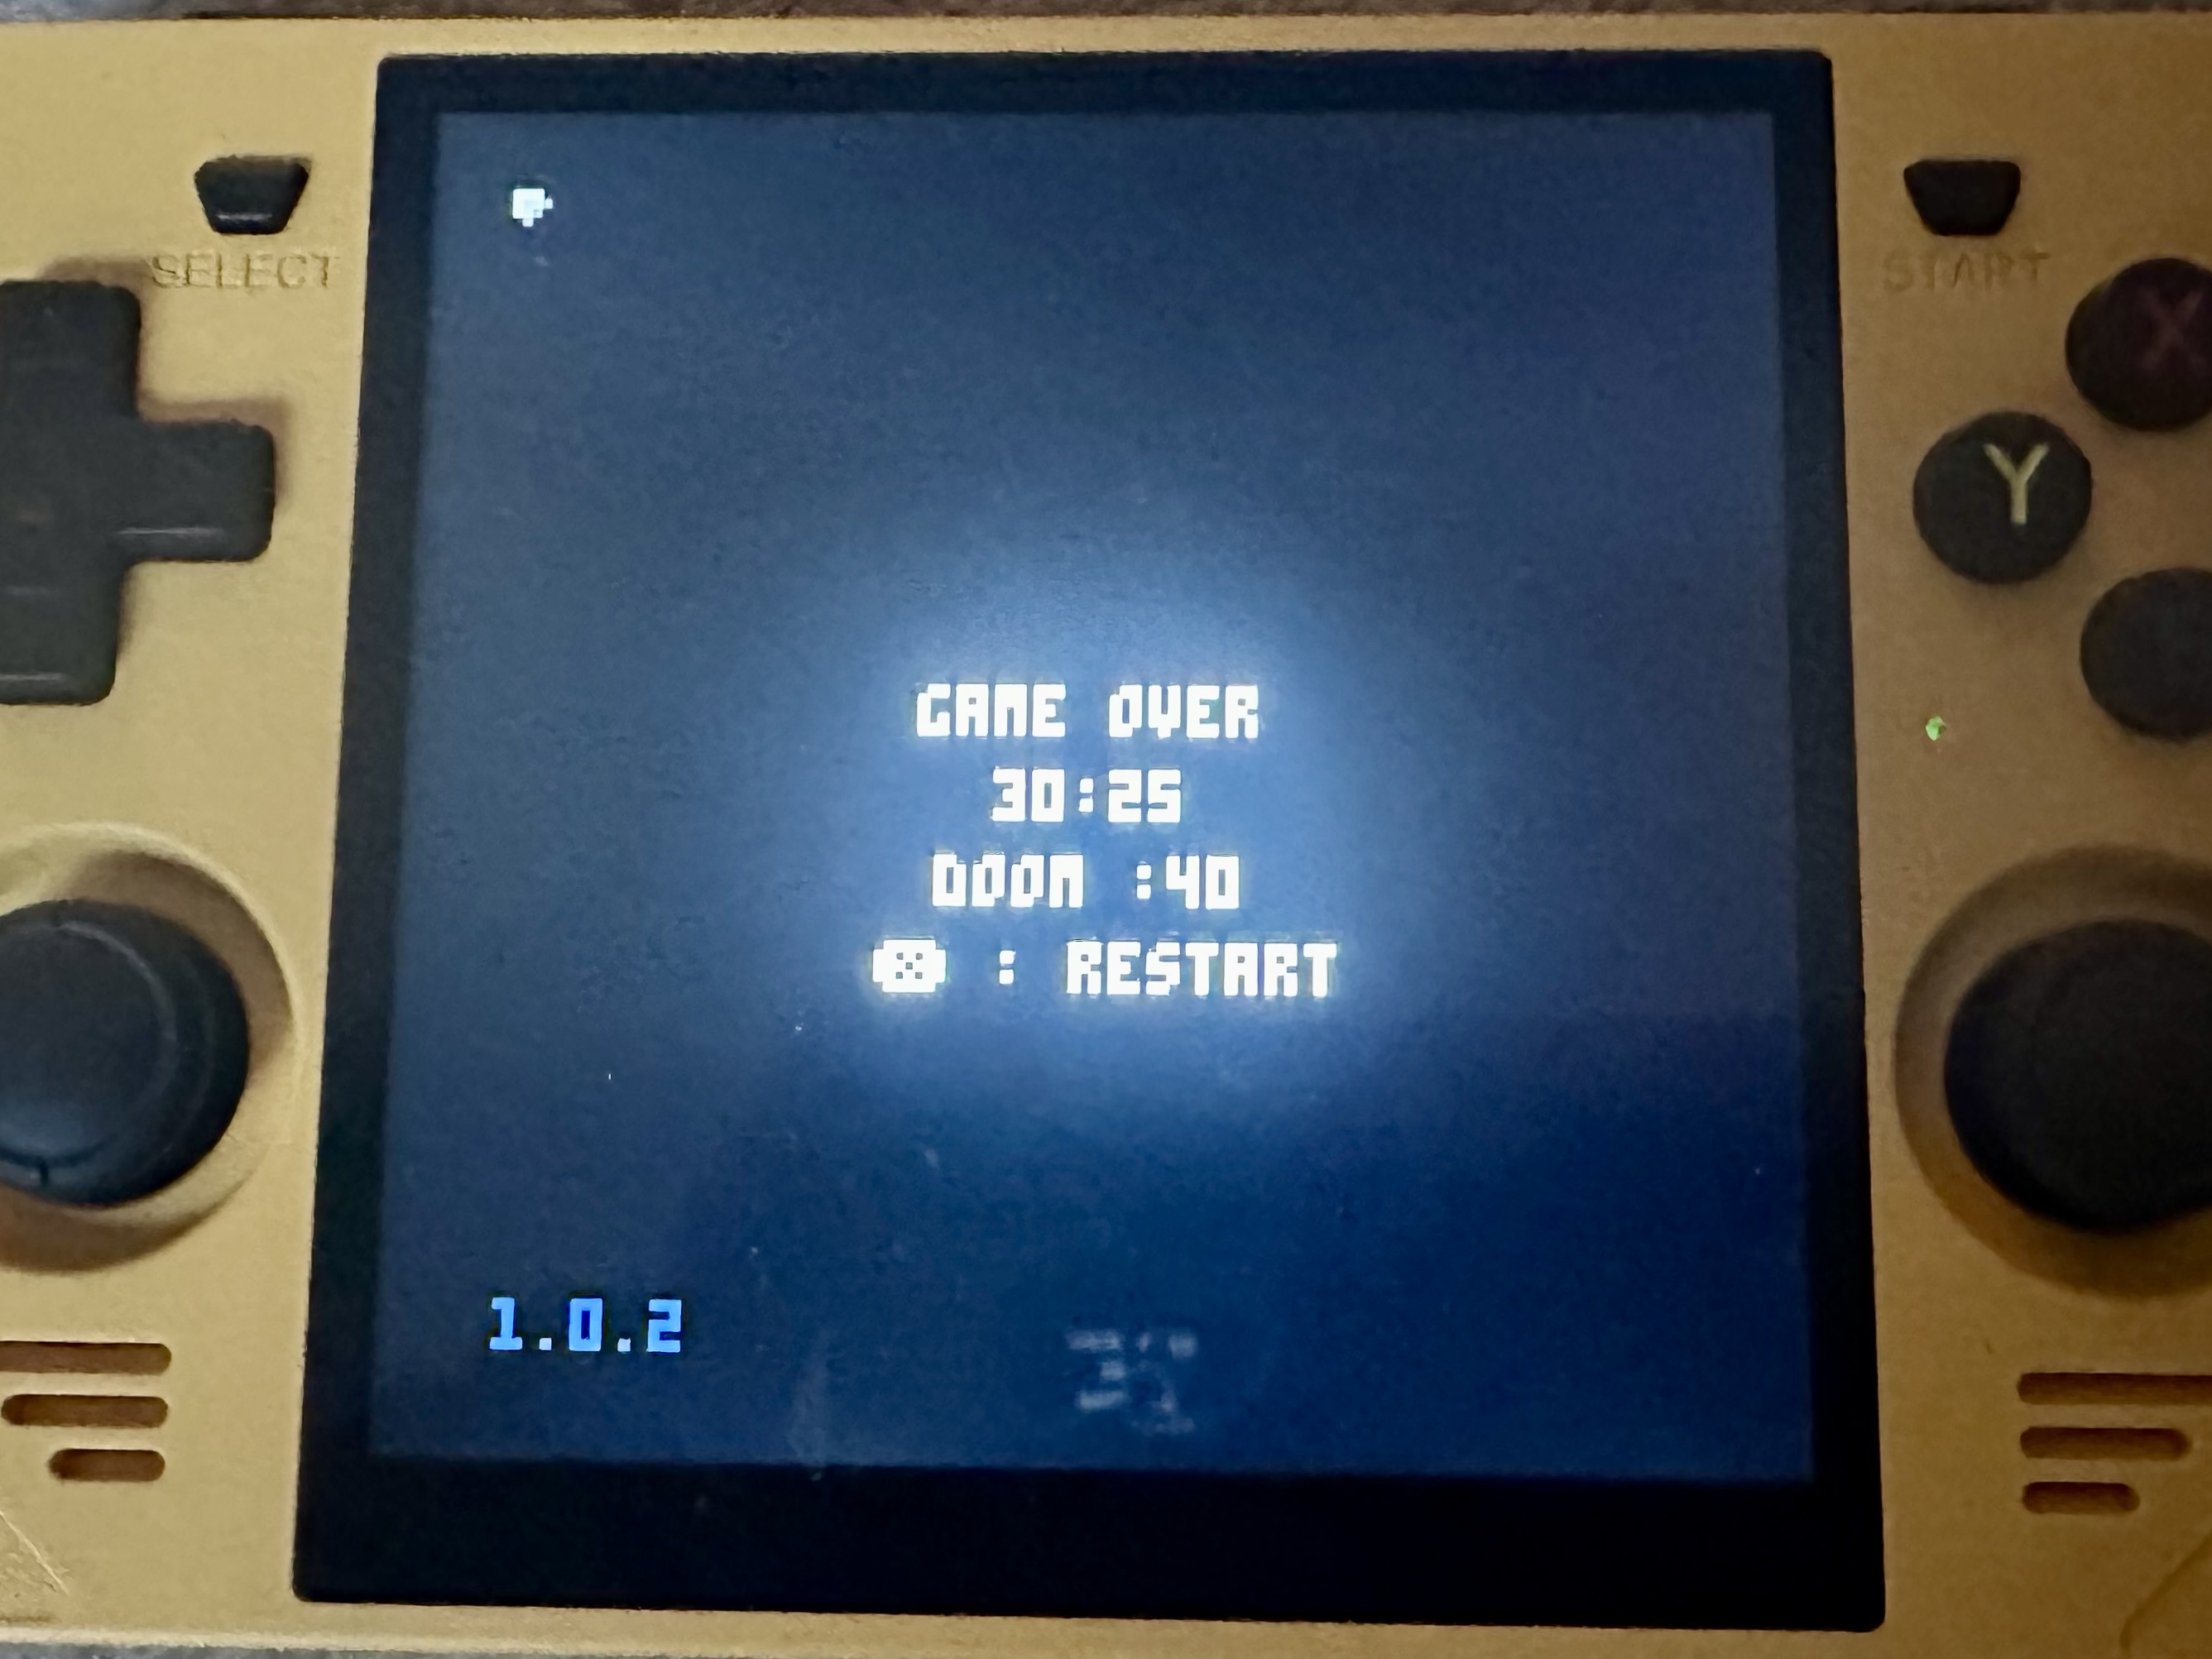 SELECT
START
X
Y
GAME OVER
30:25
DOOM :40
❎ : RESTART
1.0.2